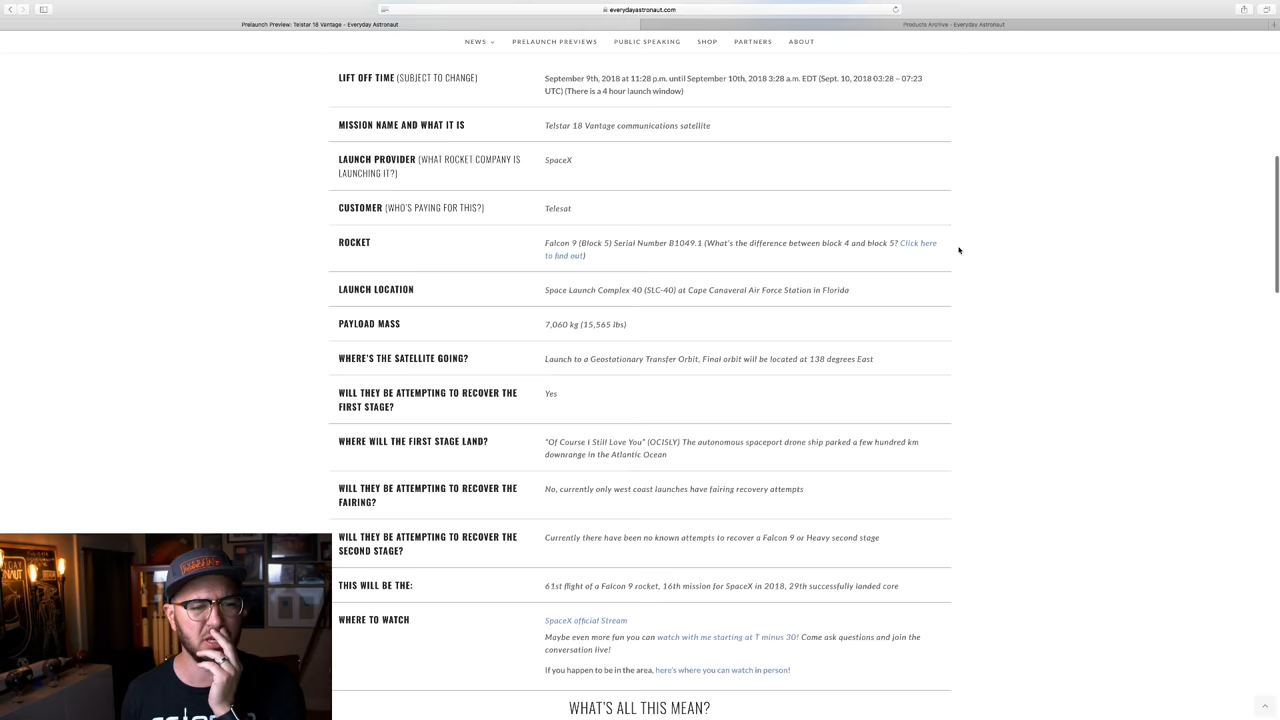 everydayastronaut.com
Prelaunch Preview: Telstar 18 Vantage – Everyday Astronaut
Products Archive – Everyday Astronaut
NEWS PRELAUNCH PREVIEWS PUBLIC SPEAKING SHOP PARTNERS ABOUT
LIFT OFF TIME (SUBJECT TO CHANGE)
September 9th, 2018 at 11:28 p.m. until September 10th, 2018 3:28 a.m. EDT (Sept. 10, 2018 03:28 – 07:23
UTC) (There is a 4 hour launch window)
MISSION NAME AND WHAT IT IS
Telstar 18 Vantage communications satellite
LAUNCH PROVIDER (WHAT ROCKET COMPANY IS
LAUNCHING IT?)
SpaceX
CUSTOMER (WHO'S PAYING FOR THIS?)
Telesat
ROCKET
Falcon 9 (Block 5) Serial Number B1049.1 (What's the difference between block 4 and block 5? Click here
to find out)
LAUNCH LOCATION
Space Launch Complex 40 (SLC-40) at Cape Canaveral Air Force Station in Florida
PAYLOAD MASS
7,060 kg (15,565 lbs)
WHERE'S THE SATELLITE GOING?
Launch to a Geostationary Transfer Orbit, Final orbit will be located at 138 degrees East
WILL THEY BE ATTEMPTING TO RECOVER THE
FIRST STAGE?
Yes
WHERE WILL THE FIRST STAGE LAND?
"Of Course I Still Love You" (OCISLY) The autonomous spaceport drone ship parked a few hundred km
downrange in the Atlantic Ocean
WILL THEY BE ATTEMPTING TO RECOVER THE
FAIRING?
No, currently only west coast launches have fairing recovery attempts
WILL THEY BE ATTEMPTING TO RECOVER THE
SECOND STAGE?
Currently there have been no known attempts to recover a Falcon 9 or Heavy second stage
THIS WILL BE THE:
61st flight of a Falcon 9 rocket, 16th mission for SpaceX in 2018, 29th successfully landed core
WHERE TO WATCH
SpaceX official Stream
Maybe even more fun you can watch with me starting at T minus 30! Come ask questions and join the
conversation live!
If you happen to be in the area, here's where you can watch in person!
WHAT'S ALL THIS MEAN?